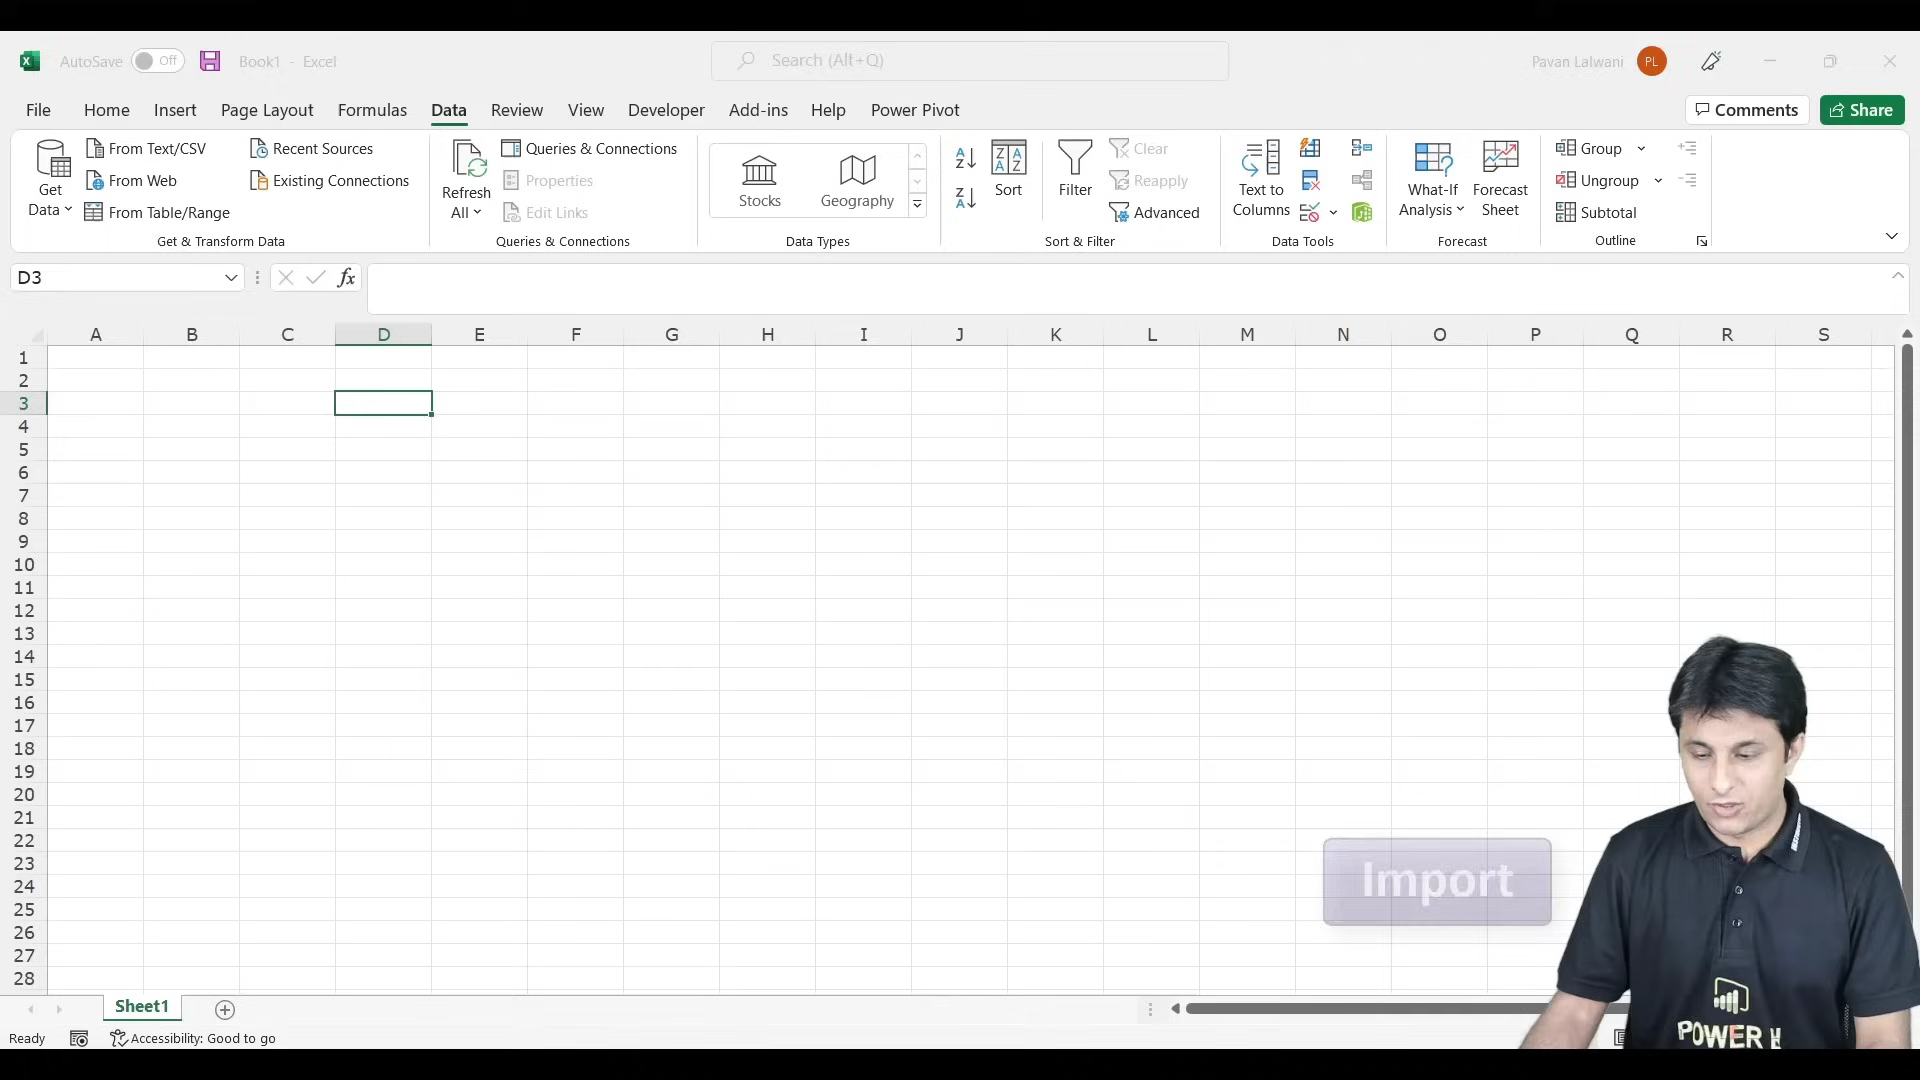 AutoSave Off Book1 - Excel Search (Alt+Q) Pavan Lalwani PL
File Home Insert Page Layout Formulas Data Review View Developer Add-ins Help Power Pivot Comments Share
Get Data
From Text/CSV
From Web
From Table/Range
Recent Sources
Existing Connections
Get & Transform Data
Refresh All
Queries & Connections
Properties
Edit Links
Queries & Connections
Stocks
Geography
Data Types
Sort
Filter
Clear
Reapply
Advanced
Sort & Filter
Text to Columns
Data Tools
What-If Analysis
Forecast Sheet
Forecast
Group
Ungroup
Subtotal
Outline
D3 fx
A B C D E F G H I J K L M N O P Q R S
1
2
3
4
5
6
7
8
9
10
11
12
13
14
15
16
17
18
19
20
21
22
23
24
25
26
27
28
Import
POWER
Sheet1
Ready Accessibility: Good to go